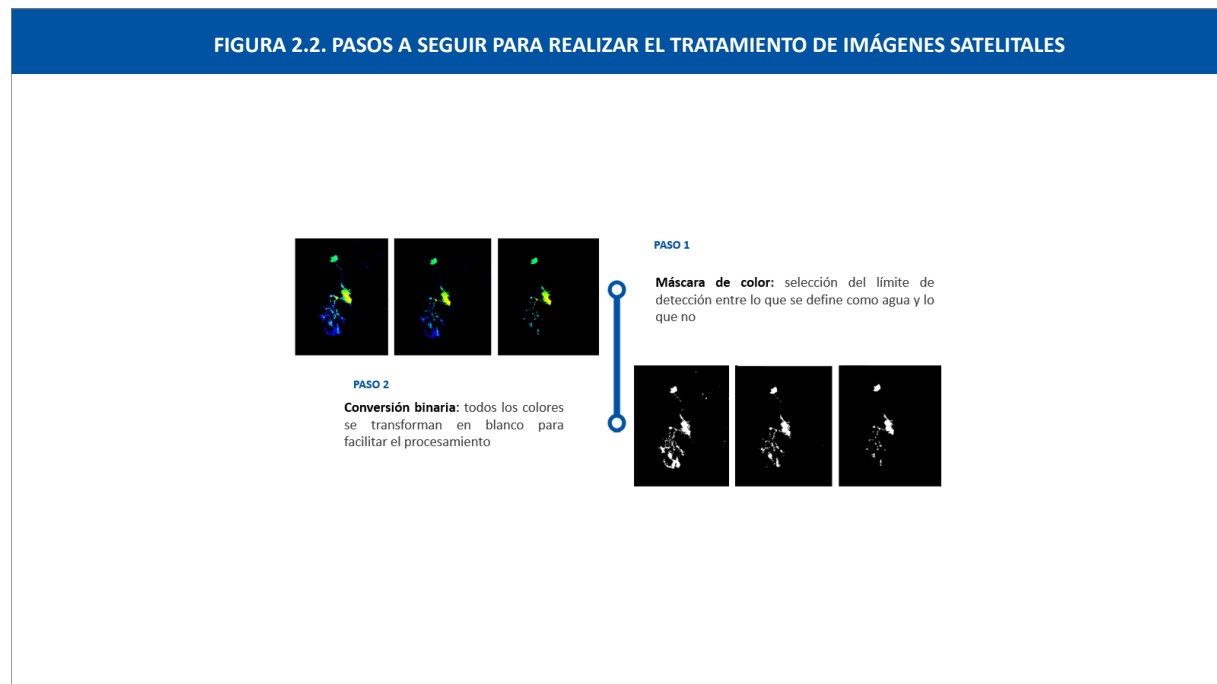 FIGURA 2.2. PASOS A SEGUIR PARA REALIZAR EL TRATAMIENTO DE IMÁGENES SATELITALES
PASO 1
Máscara de color: selección del límite de
detección entre lo que se define como agua y lo
que no
PASO 2
Conversión binaria: todos los colores
se transforman en blanco para
facilitar el procesamiento